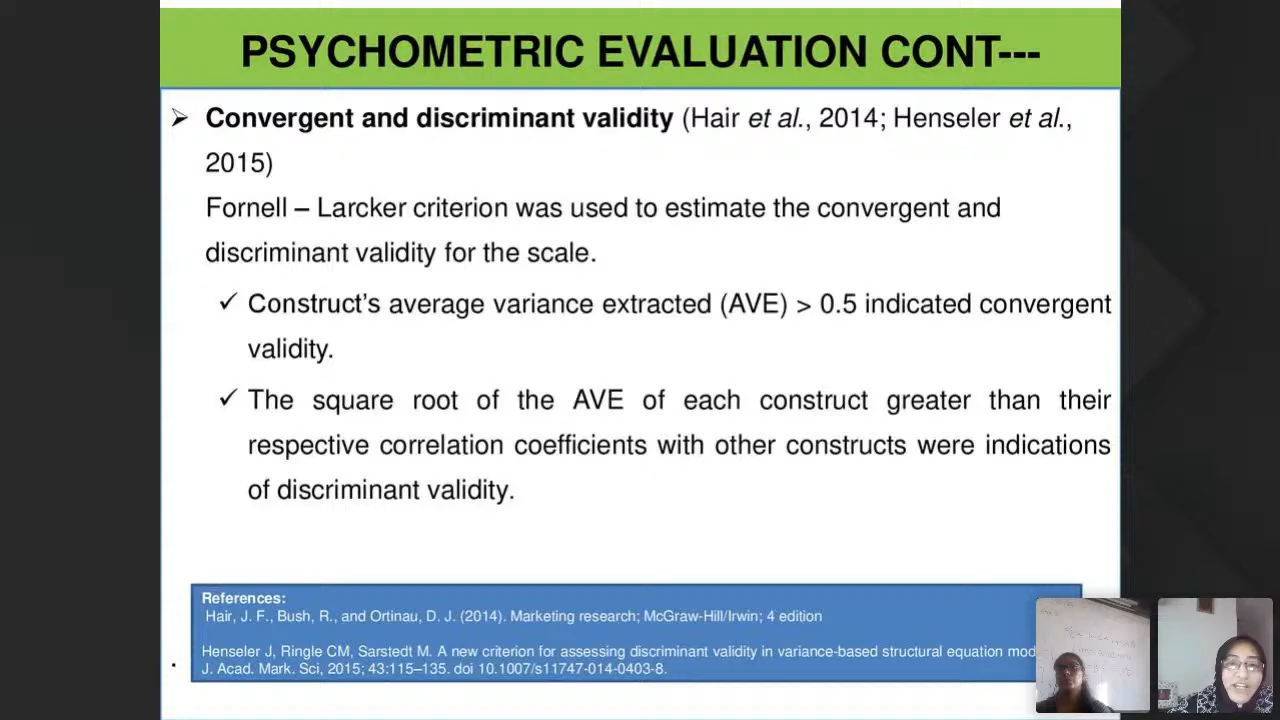 PSYCHOMETRIC EVALUATION CONT---
➢ Convergent and discriminant validity (Hair et al., 2014; Henseler et al.,
2015)
Fornell – Larcker criterion was used to estimate the convergent and
discriminant validity for the scale.
✓ Construct's average variance extracted (AVE) > 0.5 indicated convergent
validity.
✓ The square root of the AVE of each construct greater than their
respective correlation coefficients with other constructs were indications
of discriminant validity.
References:
Hair, J. F., Bush, R., and Ortinau, D. J. (2014). Marketing research; McGraw-Hill/Irwin; 4 edition
Henseler J, Ringle CM, Sarstedt M. A new criterion for assessing discriminant validity in variance-based structural equation mod
. J. Acad. Mark. Sci, 2015; 43:115–135. doi 10.1007/s11747-014-0403-8.